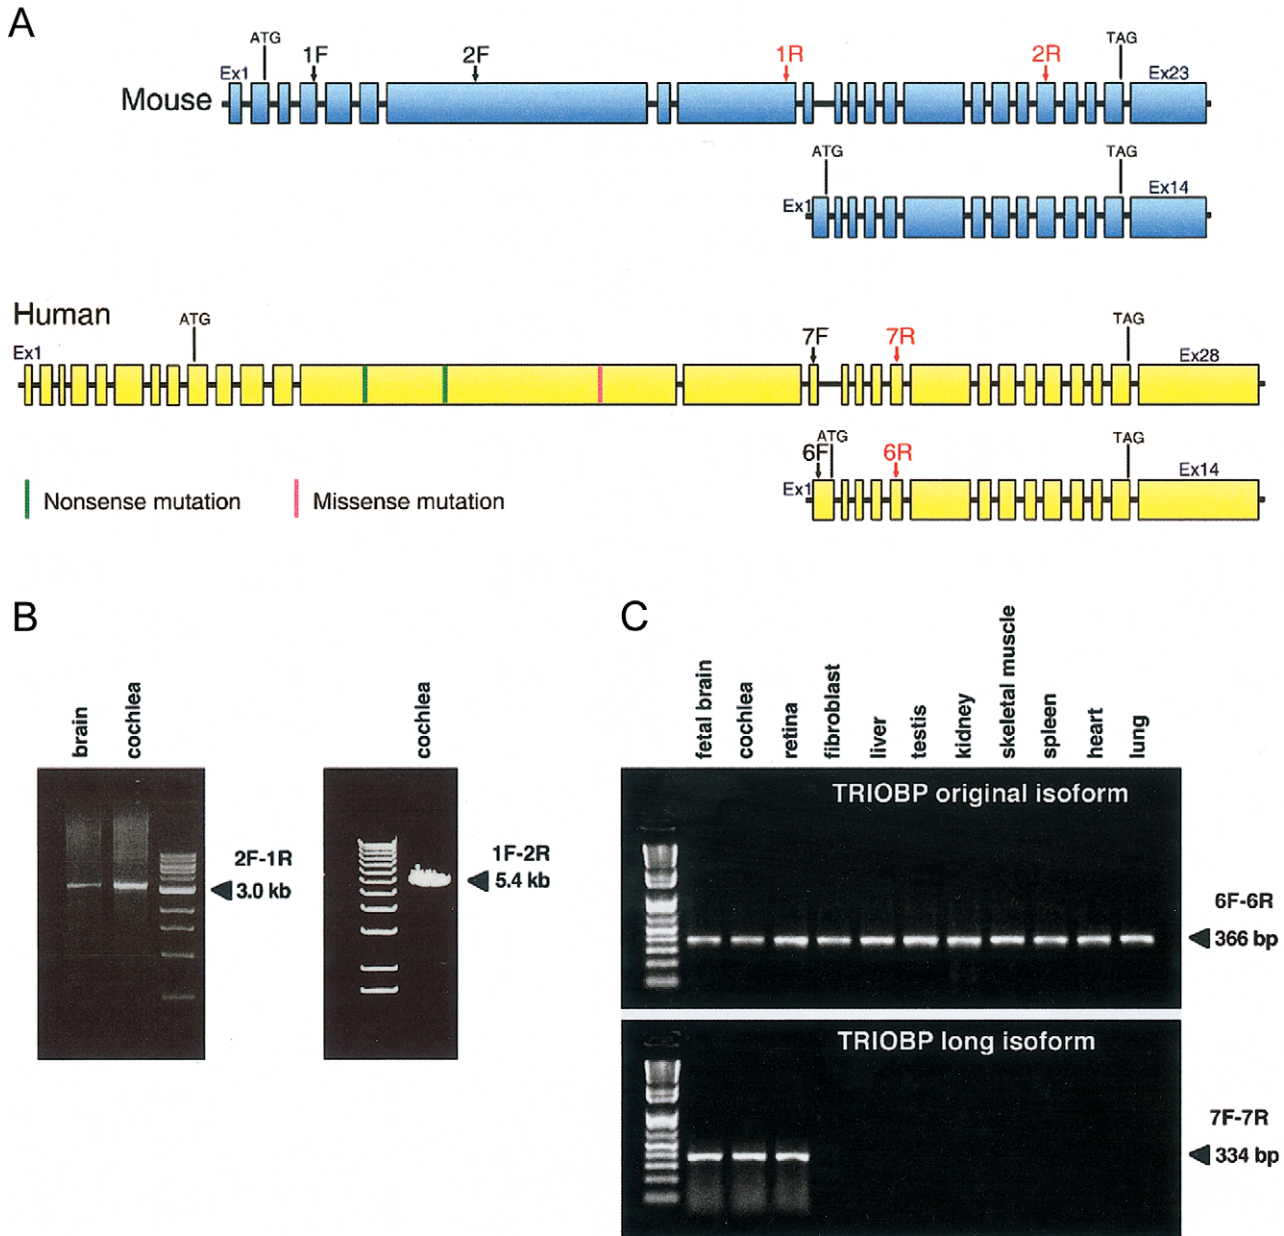 A
ATG
1F
2F
1R
2R
TAG
Ex1
Ex23
Mouse
ATG
TAG
Ex1
Ex14
Human
ATG
7F
7R
TAG
Ex1
Ex28
ATG
6F
6R
TAG
Ex1
Ex14
Nonsense mutation
Missense mutation
B
brain
cochlea
2F-1R
3.0 kb
cochlea
1F-2R
5.4 kb
C
fetal brain
cochlea
retina
fibroblast
liver
testis
kidney
skeletal muscle
spleen
heart
lung
TRIOBP original isoform
6F-6R
366 bp
TRIOBP long isoform
7F-7R
334 bp